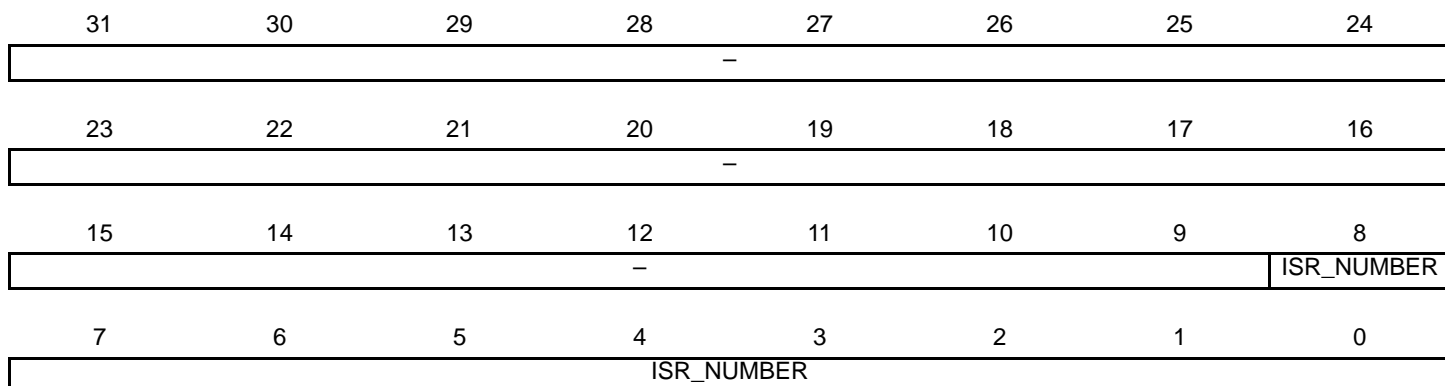 31 30 29 28 27 26 25 24
–
23 22 21 20 19 18 17 16
–
15 14 13 12 11 10 9 8
– ISR_NUMBER
7 6 5 4 3 2 1 0
ISR_NUMBER